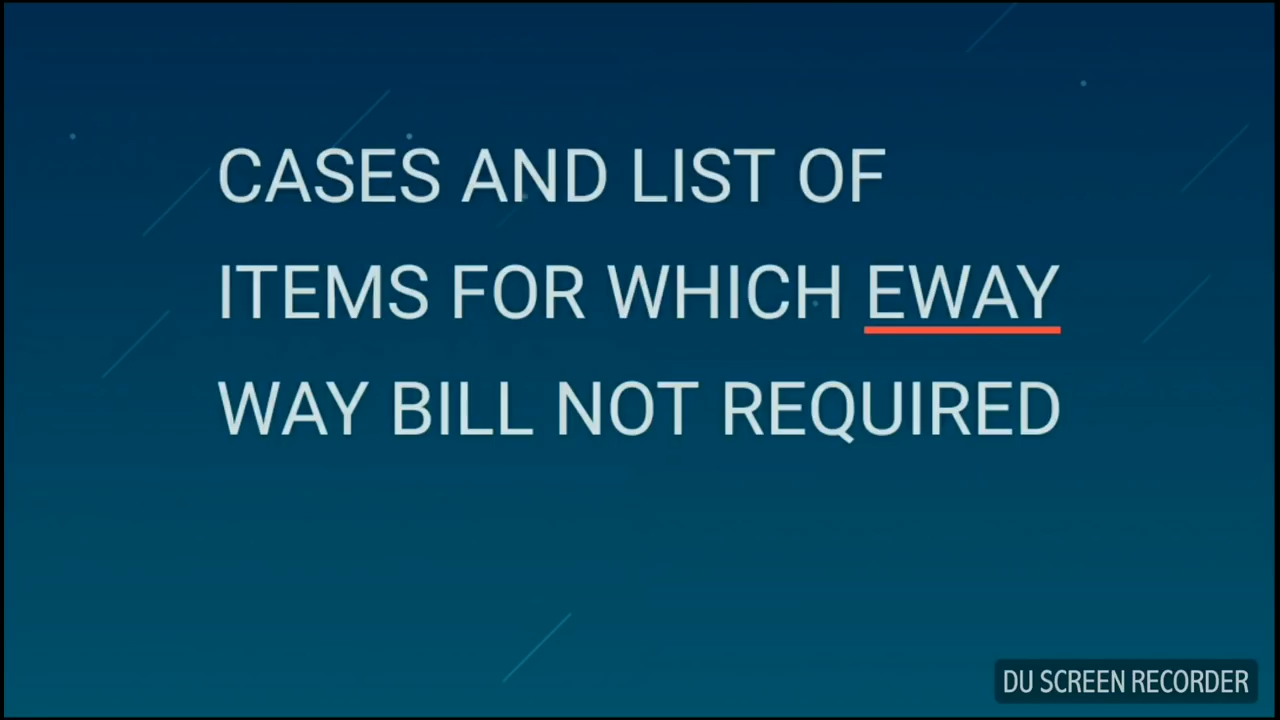 CASES AND LIST OF
ITEMS FOR WHICH EWAY
WAY BILL NOT REQUIRED
DU SCREEN RECORDER